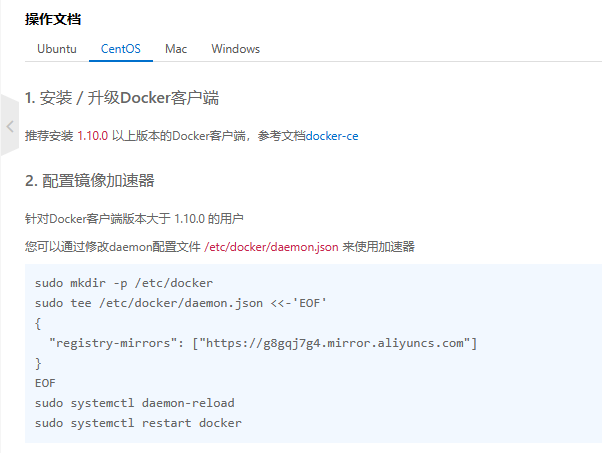 操作文档
Ubuntu CentOS Mac Windows
1. 安装 / 升级Docker客户端
推荐安装 1.10.0 以上版本的Docker客户端，参考文档docker-ce
2. 配置镜像加速器
针对Docker客户端版本大于 1.10.0 的用户
您可以通过修改daemon配置文件 /etc/docker/daemon.json 来使用加速器
sudo mkdir -p /etc/docker
sudo tee /etc/docker/daemon.json <<-'EOF'
{
  "registry-mirrors": ["https://g8gqj7g4.mirror.aliyuncs.com"]
}
EOF
sudo systemctl daemon-reload
sudo systemctl restart docker